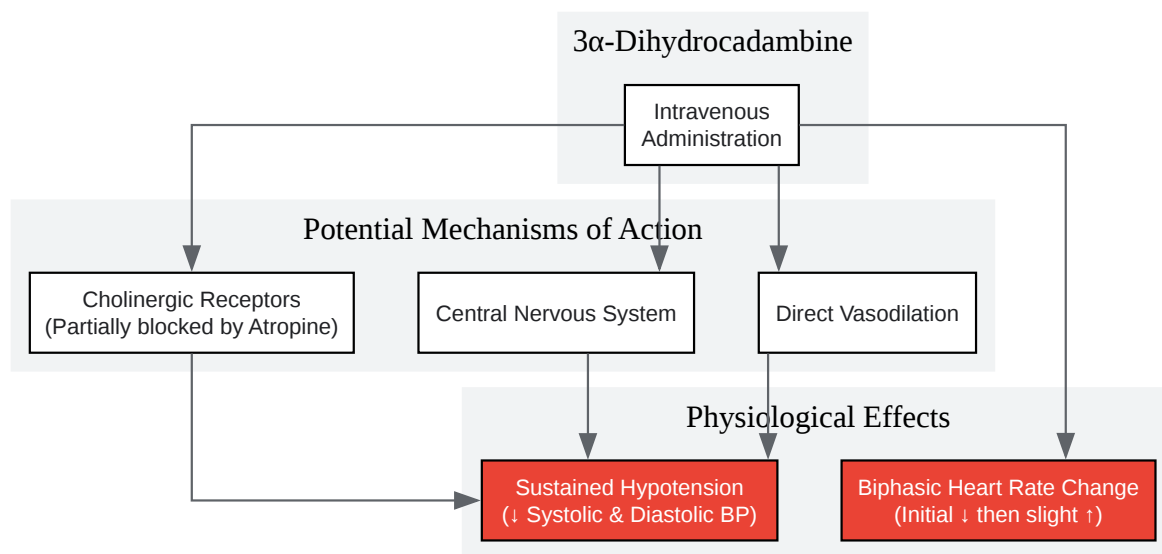 3α-Dihydrocadambine
Intravenous
Administration
Potential Mechanisms of Action
Cholinergic Receptors
(Partially blocked by Atropine)
Central Nervous System
Direct Vasodilation
Physiological Effects
Sustained Hypotension
(↓ Systolic & Diastolic BP)
Biphasic Heart Rate Change
(Initial ↓ then slight ↑)